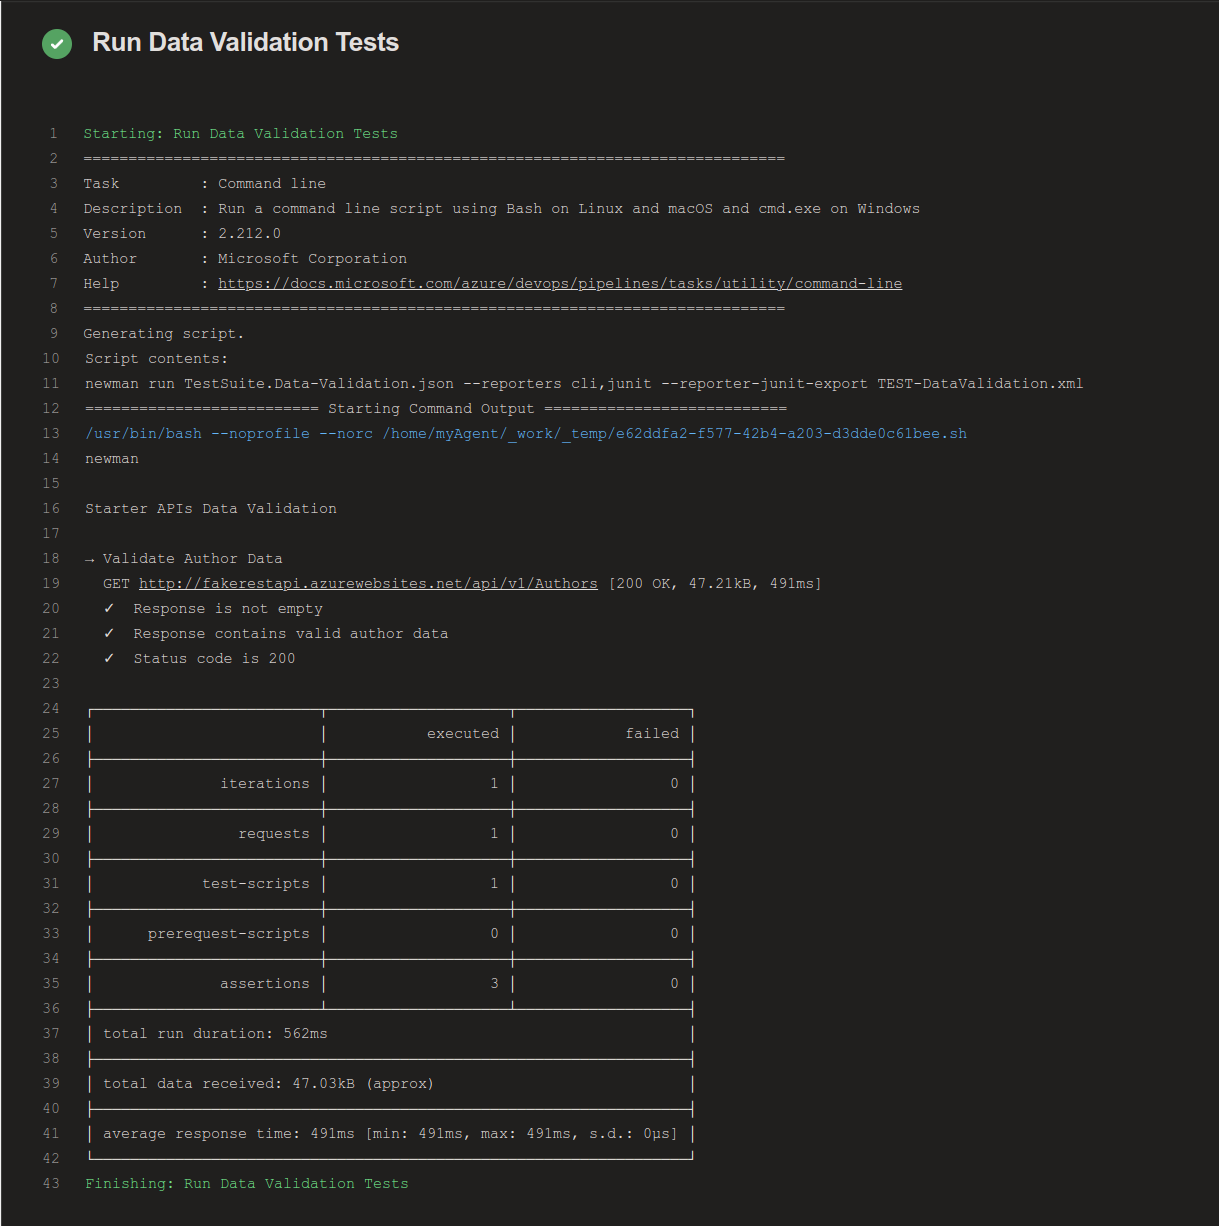 Run Data Validation Tests
1 Starting: Run Data Validation Tests
2 ==============================================================================
3 Task         : Command line
4 Description  : Run a command line script using Bash on Linux and macOS and cmd.exe on Windows
5 Version      : 2.212.0
6 Author       : Microsoft Corporation
7 Help         : https://docs.microsoft.com/azure/devops/pipelines/tasks/utility/command-line
8 ==============================================================================
9 Generating script.
10 Script contents:
11 newman run TestSuite.Data-Validation.json --reporters cli,junit --reporter-junit-export TEST-DataValidation.xml
12 ========================== Starting Command Output ===========================
13 /usr/bin/bash --noprofile --norc /home/myAgent/_work/_temp/e62ddfa2-f577-42b4-a203-d3dde0c61bee.sh
14 newman
15
16 Starter APIs Data Validation
17
18 → Validate Author Data
19   GET http://fakerestapi.azurewebsites.net/api/v1/Authors [200 OK, 47.21kB, 491ms]
20   ✓  Response is not empty
21   ✓  Response contains valid author data
22   ✓  Status code is 200
23
24 ┌─────────────────────────┬────────────────────┬───────────────────┐
25 │                         │           executed │            failed │
26 ├─────────────────────────┼────────────────────┼───────────────────┤
27 │              iterations │                  1 │                 0 │
28 ├─────────────────────────┼────────────────────┼───────────────────┤
29 │                requests │                  1 │                 0 │
30 ├─────────────────────────┼────────────────────┼───────────────────┤
31 │            test-scripts │                  1 │                 0 │
32 ├─────────────────────────┼────────────────────┼───────────────────┤
33 │      prerequest-scripts │                  0 │                 0 │
34 ├─────────────────────────┼────────────────────┼───────────────────┤
35 │              assertions │                  3 │                 0 │
36 ├─────────────────────────┴────────────────────┴───────────────────┤
37 │ total run duration: 562ms                                        │
38 ├──────────────────────────────────────────────────────────────────┤
39 │ total data received: 47.03kB (approx)                            │
40 ├──────────────────────────────────────────────────────────────────┤
41 │ average response time: 491ms [min: 491ms, max: 491ms, s.d.: 0µs] │
42 └──────────────────────────────────────────────────────────────────┘
43 Finishing: Run Data Validation Tests